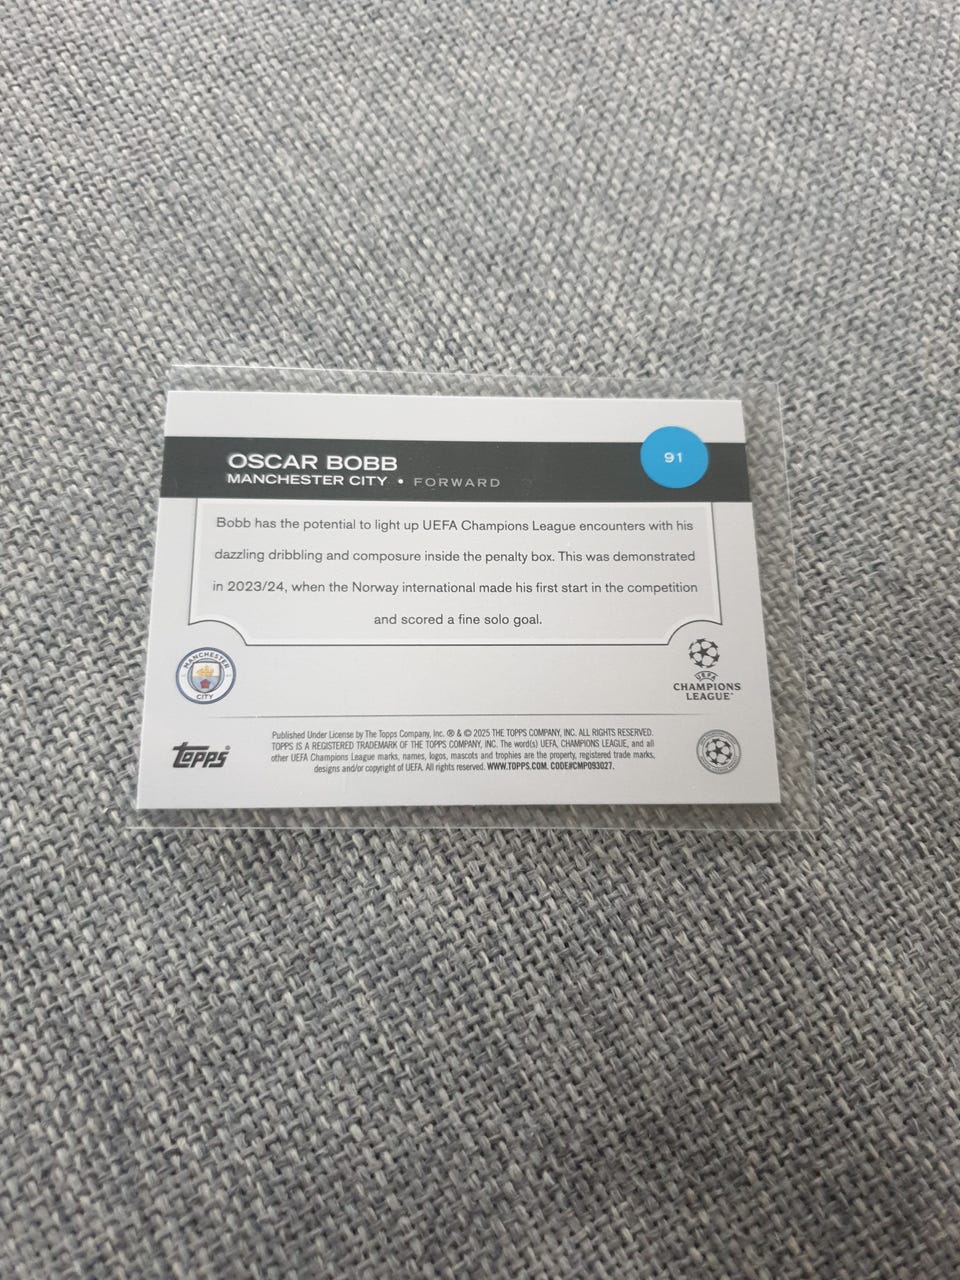 91
OSCAR BOBB
MANCHESTER CITY • FORWARD
Bobb has the potential to light up UEFA Champions League encounters with his
dazzling dribbling and composure inside the penalty box. This was demonstrated
in 2023/24, when the Norway international made his first start in the competition
and scored a fine solo goal.
MANCHESTER
CITY
UEFA
CHAMPIONS
LEAGUE
topps
Published Under License by The Topps Company, Inc. ® & © 2025 THE TOPPS COMPANY, INC. ALL RIGHTS RESERVED.
TOPPS IS A REGISTERED TRADEMARK OF THE TOPPS COMPANY, INC. The word(s) UEFA, CHAMPIONS LEAGUE, and all
other UEFA Champions League marks, names, logos, mascots and trophies are the property, registered trade marks,
designs and/or copyright of UEFA. All rights reserved. WWW.TOPPS.COM. CODE#CMP093027.